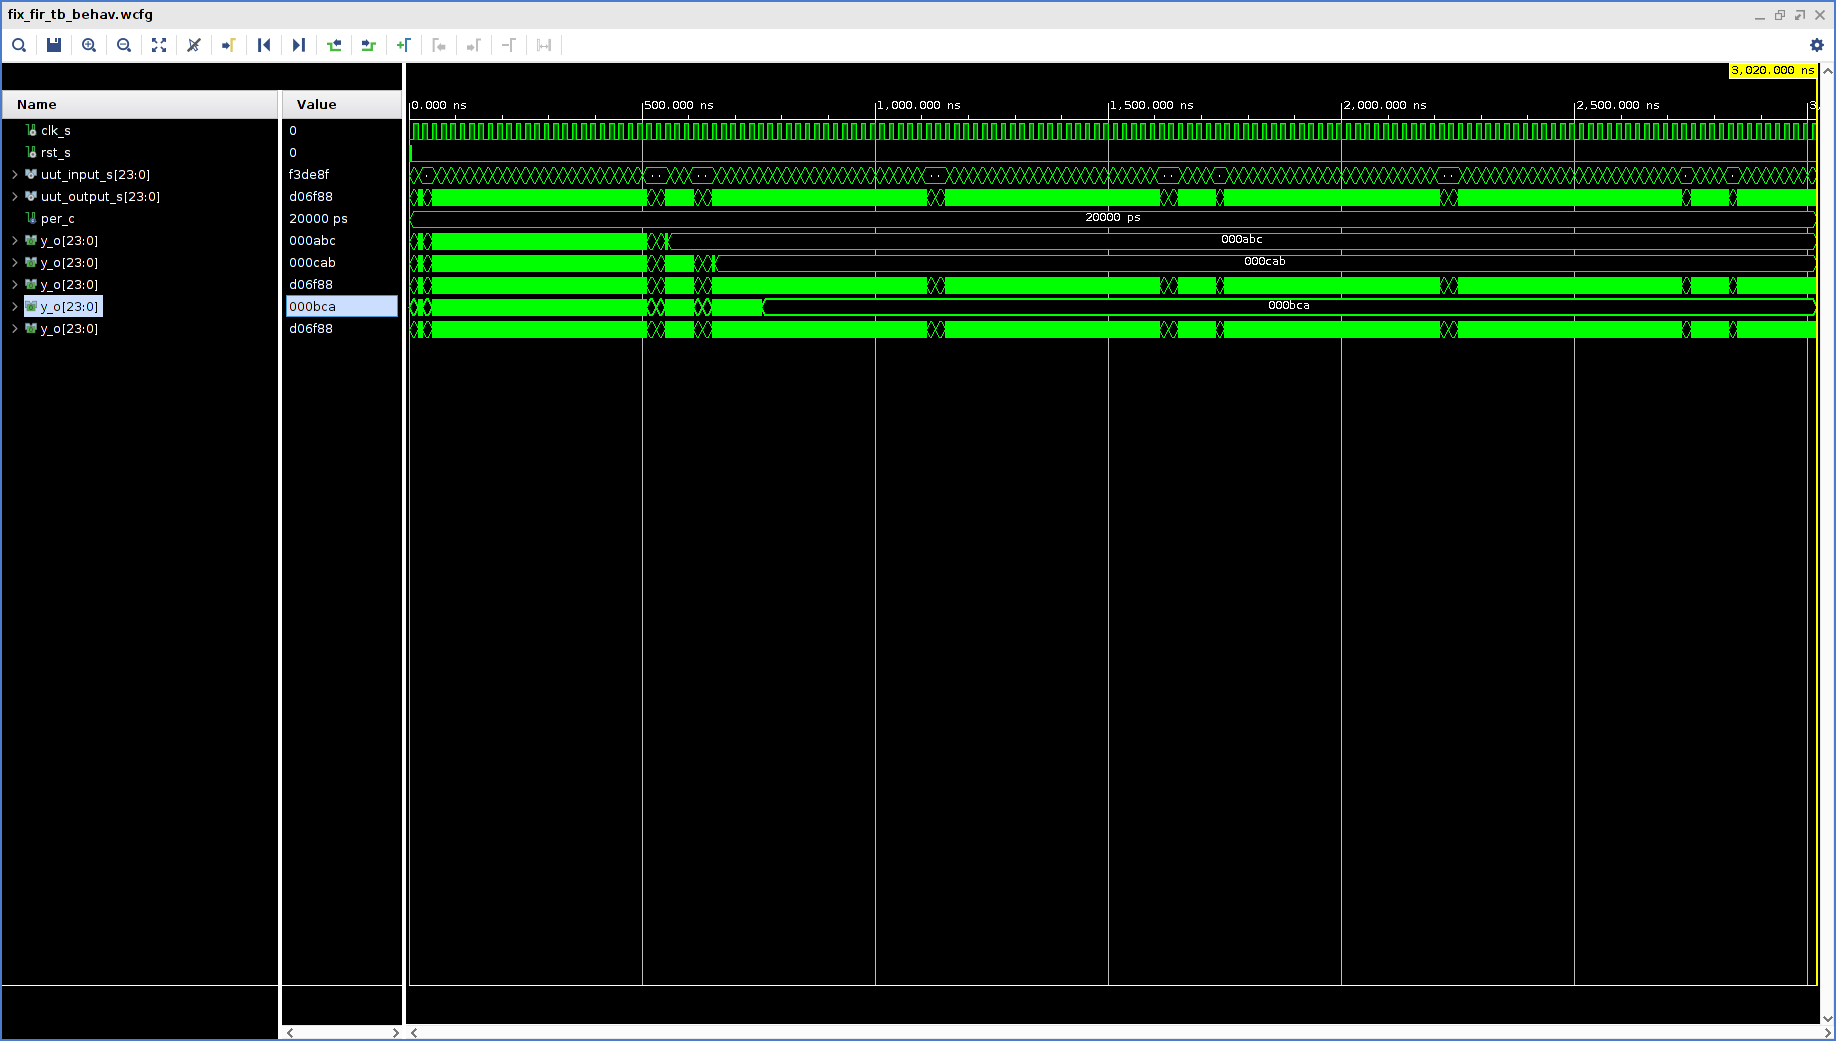 fix_fir_tb_behav.wcfg
3,020.000 ns
Name Value
0.000 ns 500.000 ns 1,000.000 ns 1,500.000 ns 2,000.000 ns 2,500.000 ns 3,
clk_s 0
rst_s 0
uut_input_s[23:0] f3de8f
uut_output_s[23:0] d06f88
per_c 20000 ps 20000 ps
y_o[23:0] 000abc 000abc
y_o[23:0] 000cab 000cab
y_o[23:0] d06f88
y_o[23:0] 000bca 000bca
y_o[23:0] d06f88